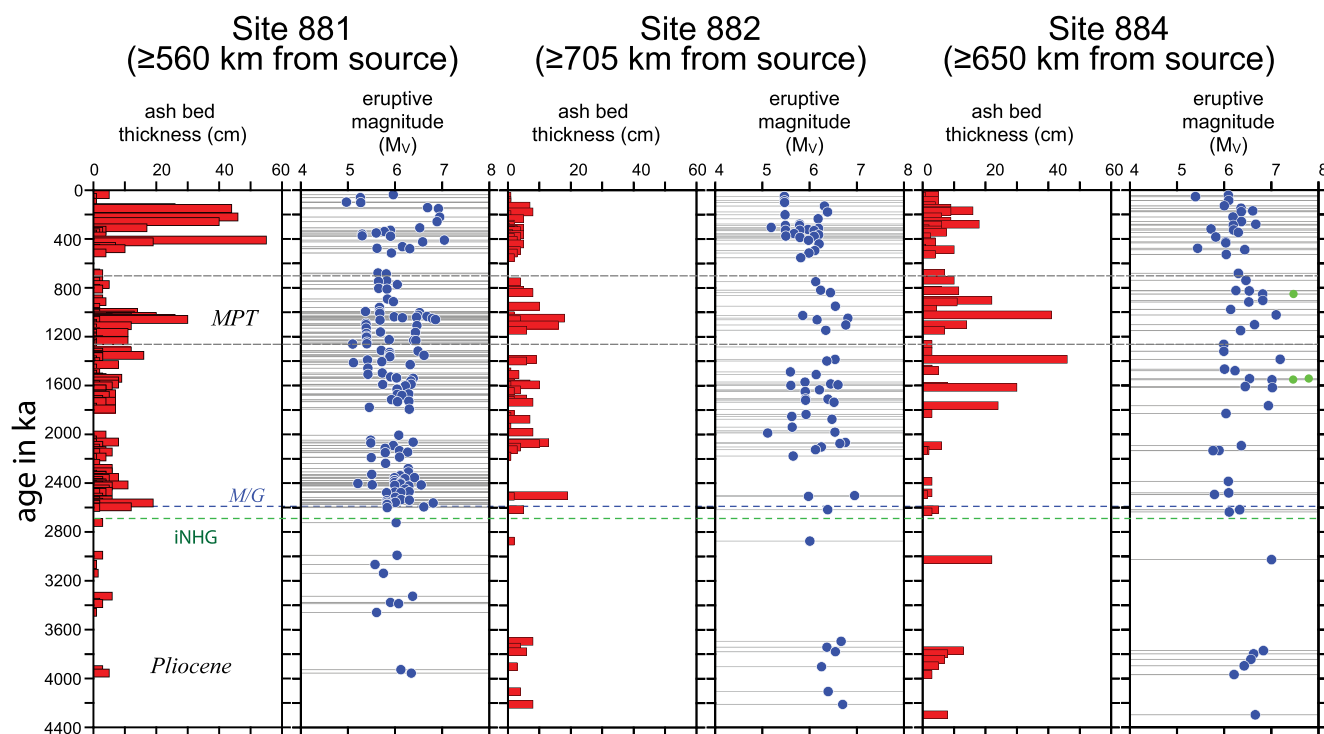 Site 881
(≥560 km from source)
Site 882
(≥705 km from source)
Site 884
(≥650 km from source)
ash bed
thickness (cm)
eruptive
magnitude
(Mv)
ash bed
thickness (cm)
eruptive
magnitude
(Mv)
ash bed
thickness (cm)
eruptive
magnitude
(Mv)
0 20 40 60 4 5 6 7 8 0 20 40 60 4 5 6 7 8 0 20 40 60 4 5 6 7 8
age in ka
0
400
800
1200
1600
2000
2400
2800
3200
3600
4000
4400
MPT
M/G
iNHG
Pliocene